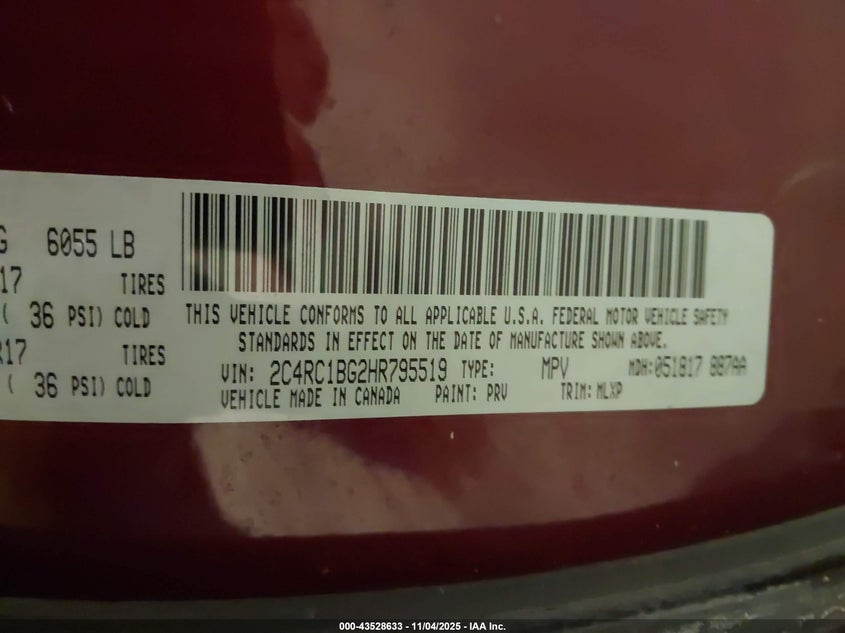 G 6055 LB
17 TIRES
( 36 PSI) COLD
R17 TIRES
( 36 PSI) COLD
THIS VEHICLE CONFORMS TO ALL APPLICABLE U.S.A. FEDERAL MOTOR VEHICLE SAFETY
STANDARDS IN EFFECT ON THE DATE OF MANUFACTURE SHOWN ABOVE.
VIN: 2C4RC1BG2HR795519 TYPE: MPV MDH:051817 887AA
VEHICLE MADE IN CANADA PAINT: PRV TRIM: MLXP
000-43528633 - 11/04/2025 - IAA Inc.